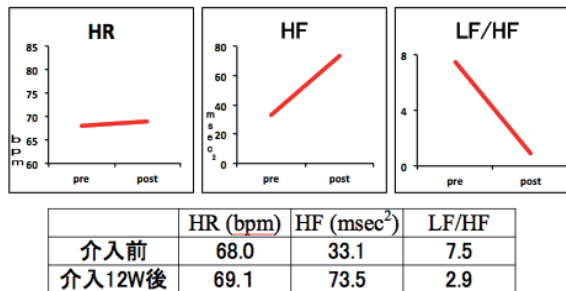 HR
85
80
75
70
65
60
bpm
pre post
HF
80
60
40
20
0
msec2
pre post
LF/HF
8
4
0
pre post
HR (bpm) HF (msec2) LF/HF
介入前 68.0 33.1 7.5
介入12W後 69.1 73.5 2.9